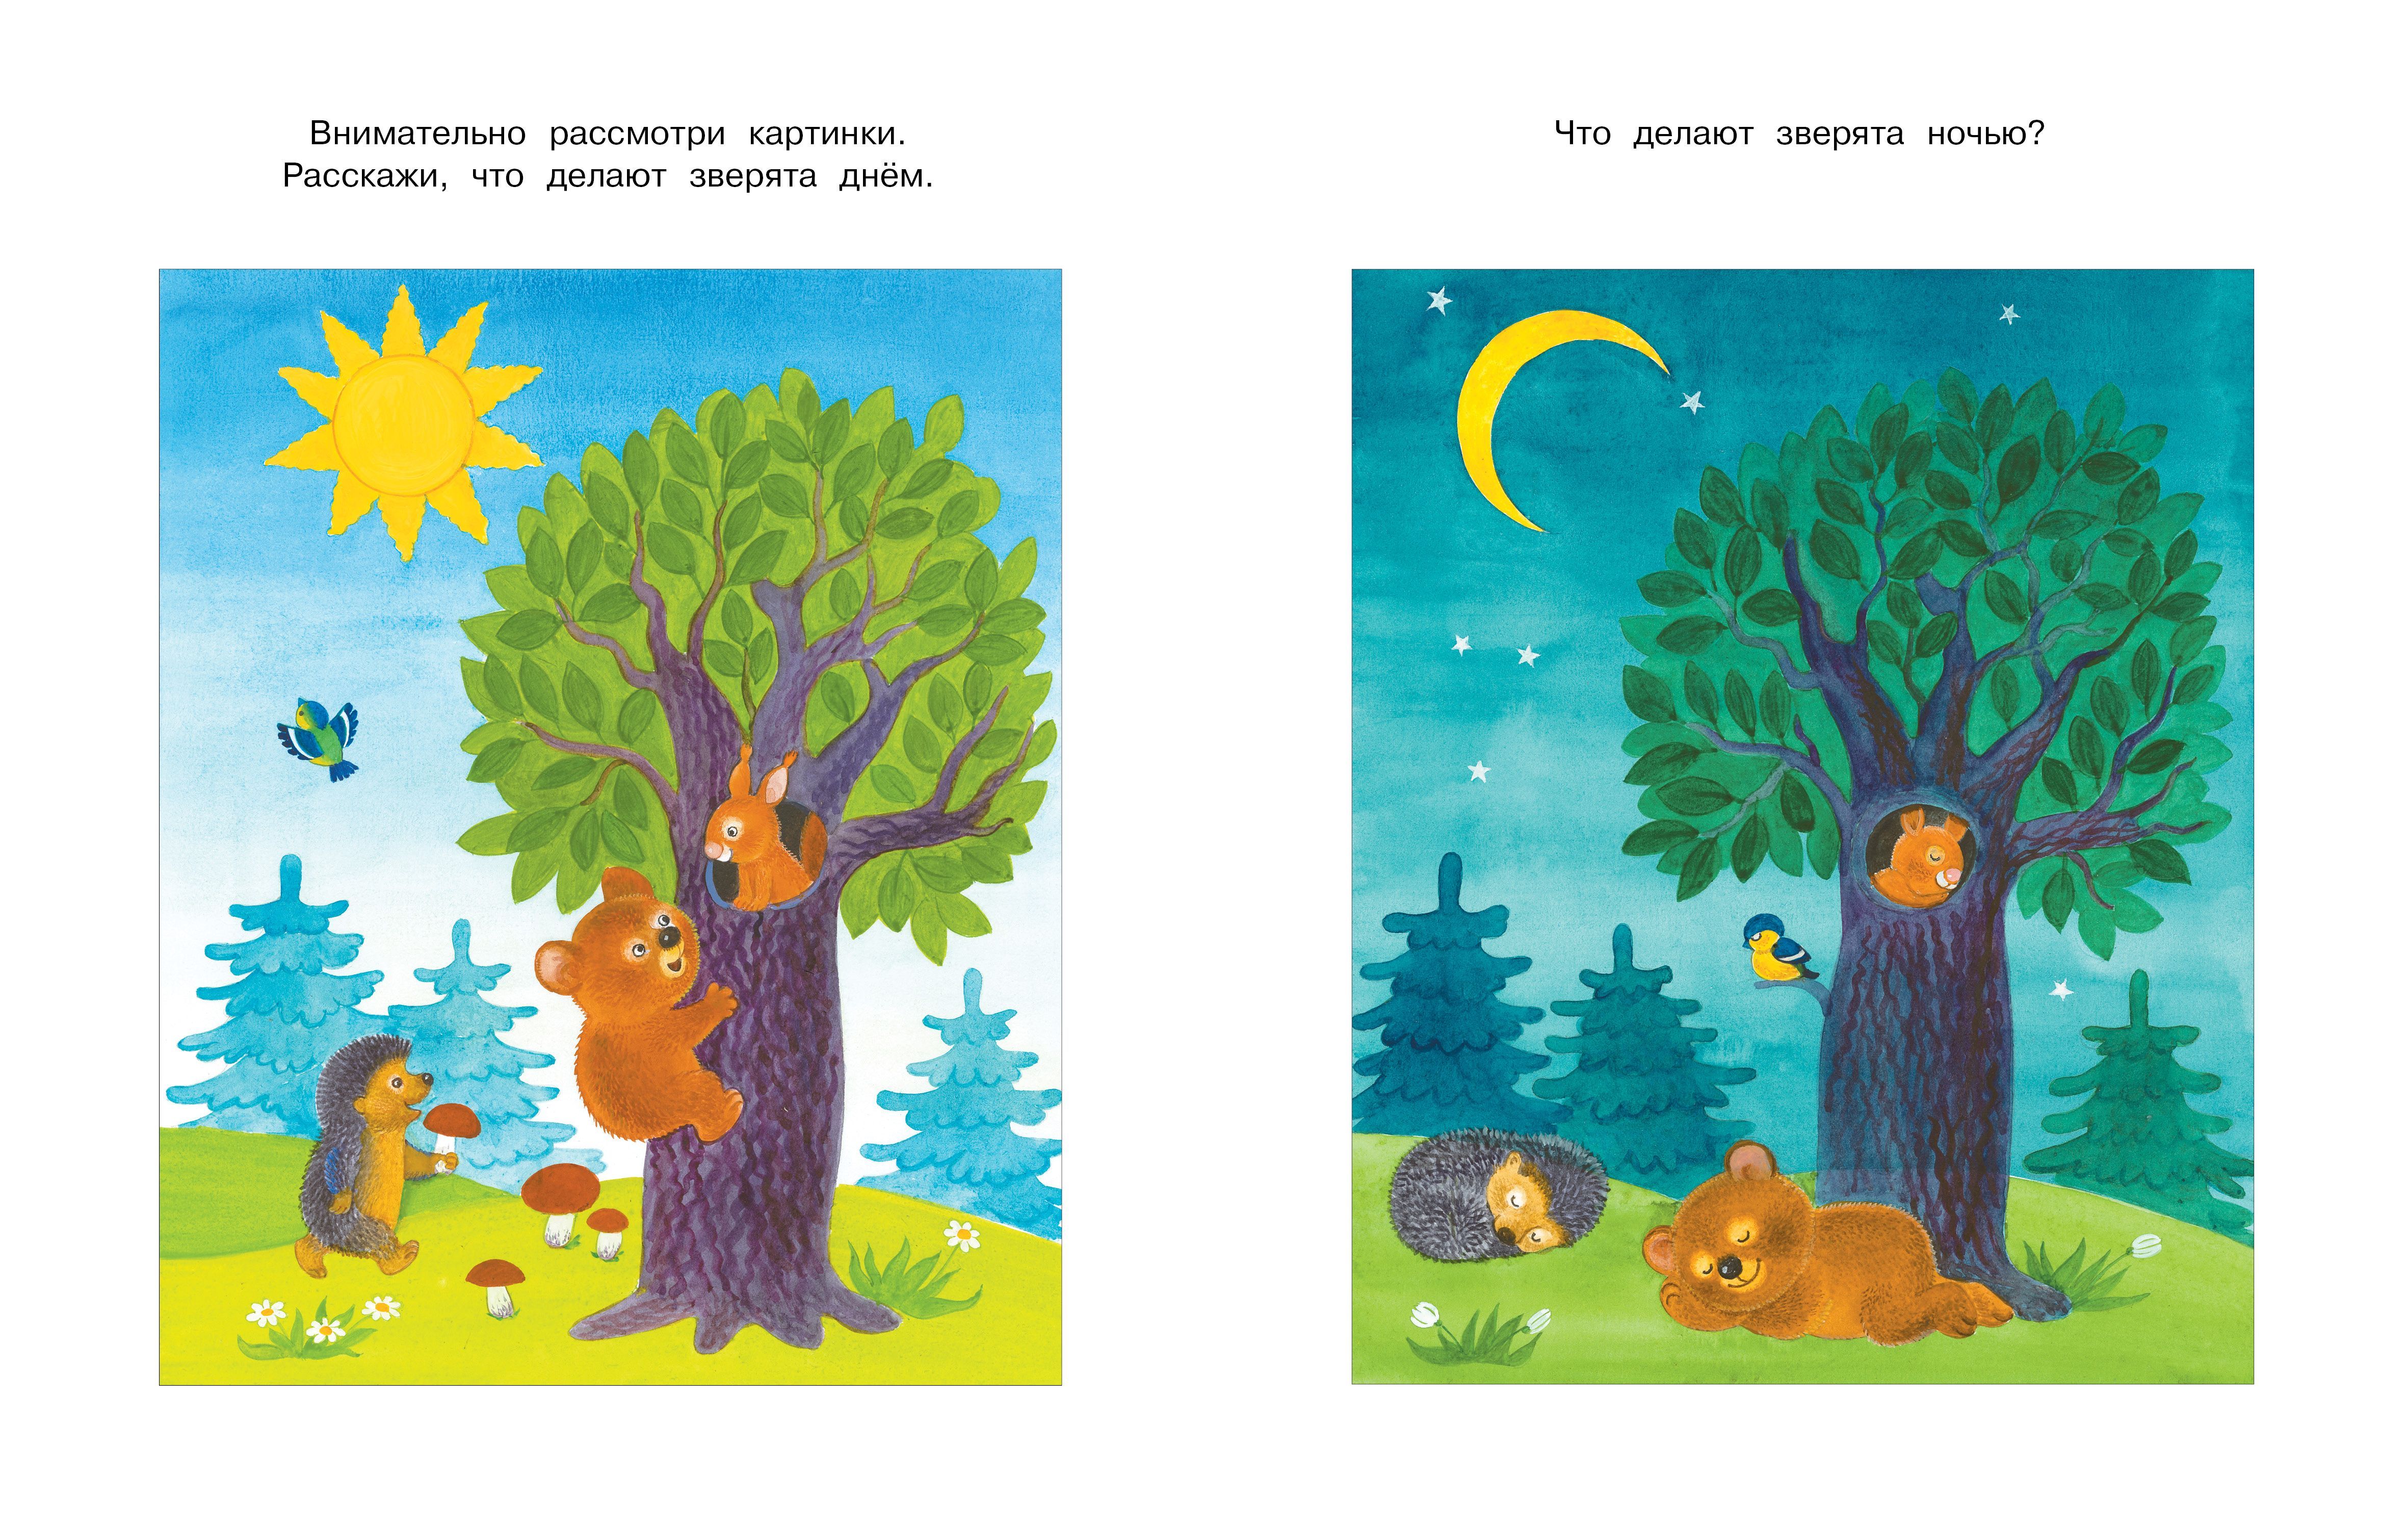 Внимательно рассмотри картинки.
Расскажи, что делают зверята днём.
Что делают зверята ночью?